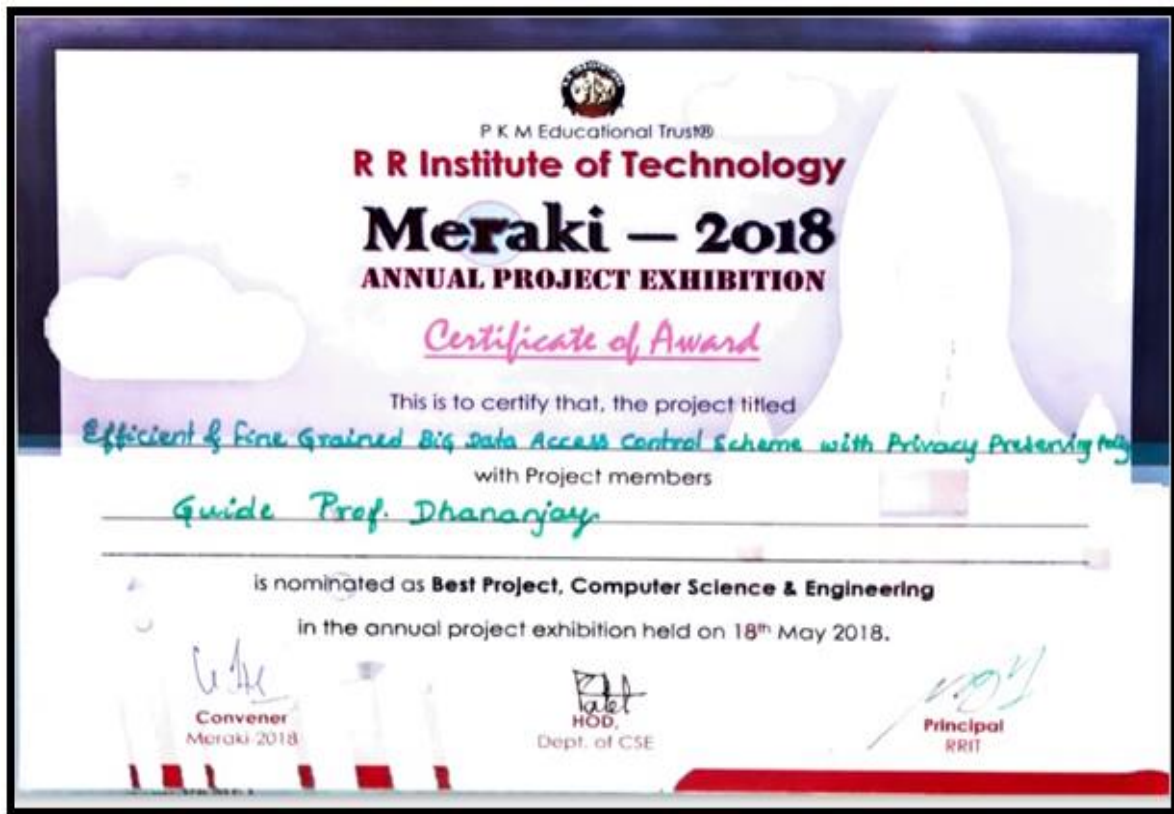 P K M Educational Trust®
R R Institute of Technology
Meraki — 2018
ANNUAL PROJECT EXHIBITION
Certificate of Award
This is to certify that, the project titled
Efficient & Fine Grained Big Data Access Control Scheme with Privacy Preserving Policy
with Project members
Guide Prof. Dhananjay
is nominated as Best Project, Computer Science & Engineering
in the annual project exhibition held on 18th May 2018.
Convener
Meraki-2018
HOD,
Dept. of CSE
Principal
RRIT